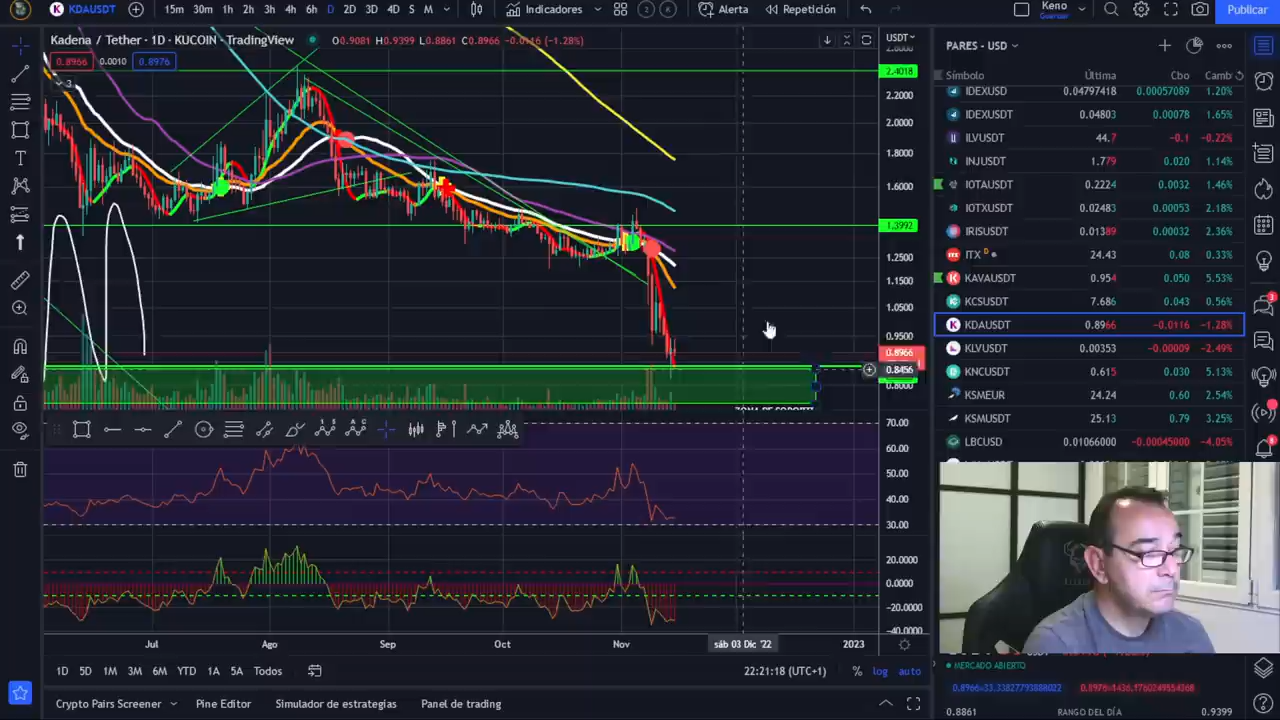 KDAUSDT
15m 30m 1h 2h 3h 4h 6h D 2D 3D 4D S M
Indicadores
Alerta
Repetición
Keno
Guardar
Publicar
Kadena / Tether · 1D · KUCOIN · TradingView
O0.9081 H0.9399 L0.8861 C0.8966 −0.0116 (−1.28%)
0.8966 0.0010 0.8976
3
USDT
2.4018
2.2000
2.0000
1.8000
1.6000
1.3992
1.2500
1.1500
1.0500
0.9500
0.8966
0.8456
0.8000
70.00
60.00
50.00
40.00
30.00
20.0000
0.0000
-20.0000
-40.0000
Jul Ago Sep Oct Nov sáb 03 Dic '22 2023
1D 5D 1M 3M 6M YTD 1A 5A Todos
22:21:18 (UTC+1) % log auto
Crypto Pairs Screener Pine Editor Simulador de estrategias Panel de trading
PARES - USD
Símbolo Última Cbo Camb
IDEXUSD 0.04797418 0.00057089 1.20%
IDEXUSDT 0.04803 0.00078 1.65%
ILVUSDT 44.7 −0.1 −0.22%
INJUSDT 1.779 0.020 1.14%
IOTAUSDT 0.2224 0.0032 1.46%
IOTXUSDT 0.02483 0.00053 2.18%
IRISUSDT 0.01389 0.00032 2.36%
ITX D 24.43 0.08 0.33%
KAVAUSDT 0.954 0.050 5.53%
KCSUSDT 7.686 0.043 0.56%
KDAUSDT 0.8966 −0.0116 −1.28%
KLVUSDT 0.00353 −0.00009 −2.49%
KNCUSDT 0.615 0.030 5.13%
KSMEUR 24.24 0.60 2.54%
KSMUSDT 25.13 0.79 3.25%
LBCUSD 0.01066000 −0.00045000 −4.05%
MERCADO ABIERTO
0.8861 RANGO DEL DÍA 0.9399